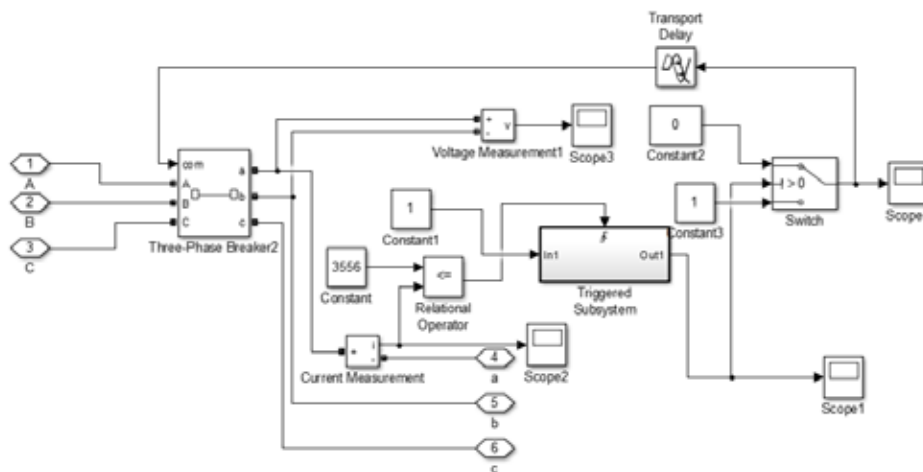 Transport
Delay
0
Constant2
+
-
v
Voltage Measurement1
Scope3
1
A
2
B
3
C
com
A
B
C
a
b
c
Three-Phase Breaker2
> 0
Switch
Scope
1
Constant1
1
Constant3
3556
Constant
<=
Relational
Operator
In1
Out1
Triggered
Subsystem
+
i
-
Current Measurement
4
a
Scope2
5
b
6
c
Scope1